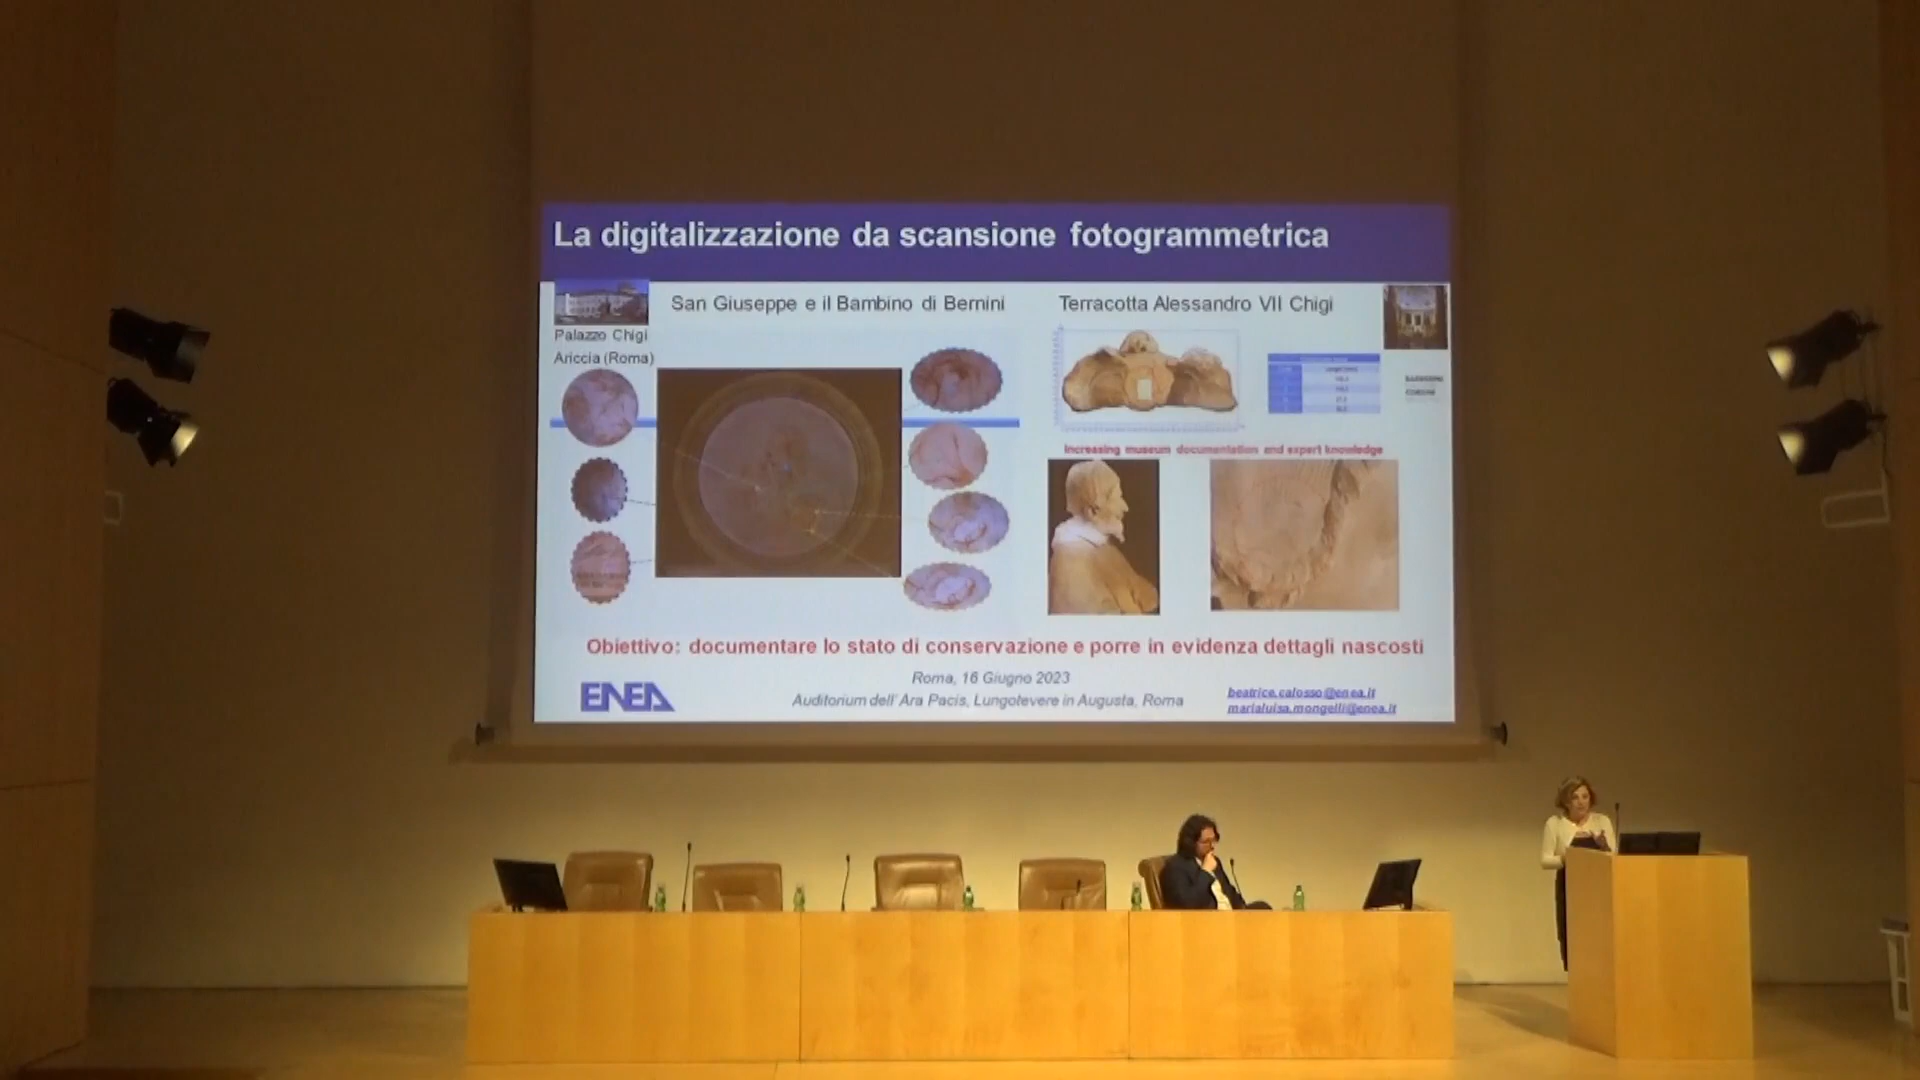 La digitalizzazione da scansione fotogrammetrica
San Giuseppe e il Bambino di Bernini
Terracotta Alessandro VII Chigi
Palazzo Chigi
Ariccia (Roma)
Increasing museum documentation and expert knowledge
Obiettivo: documentare lo stato di conservazione e porre in evidenza dettagli nascosti
ENEA
Roma, 16 Giugno 2023
Auditorium dell'Ara Pacis, Lungotevere in Augusta, Roma
beatrice.calosso@enea.it
marialuisa.mongelli@enea.it